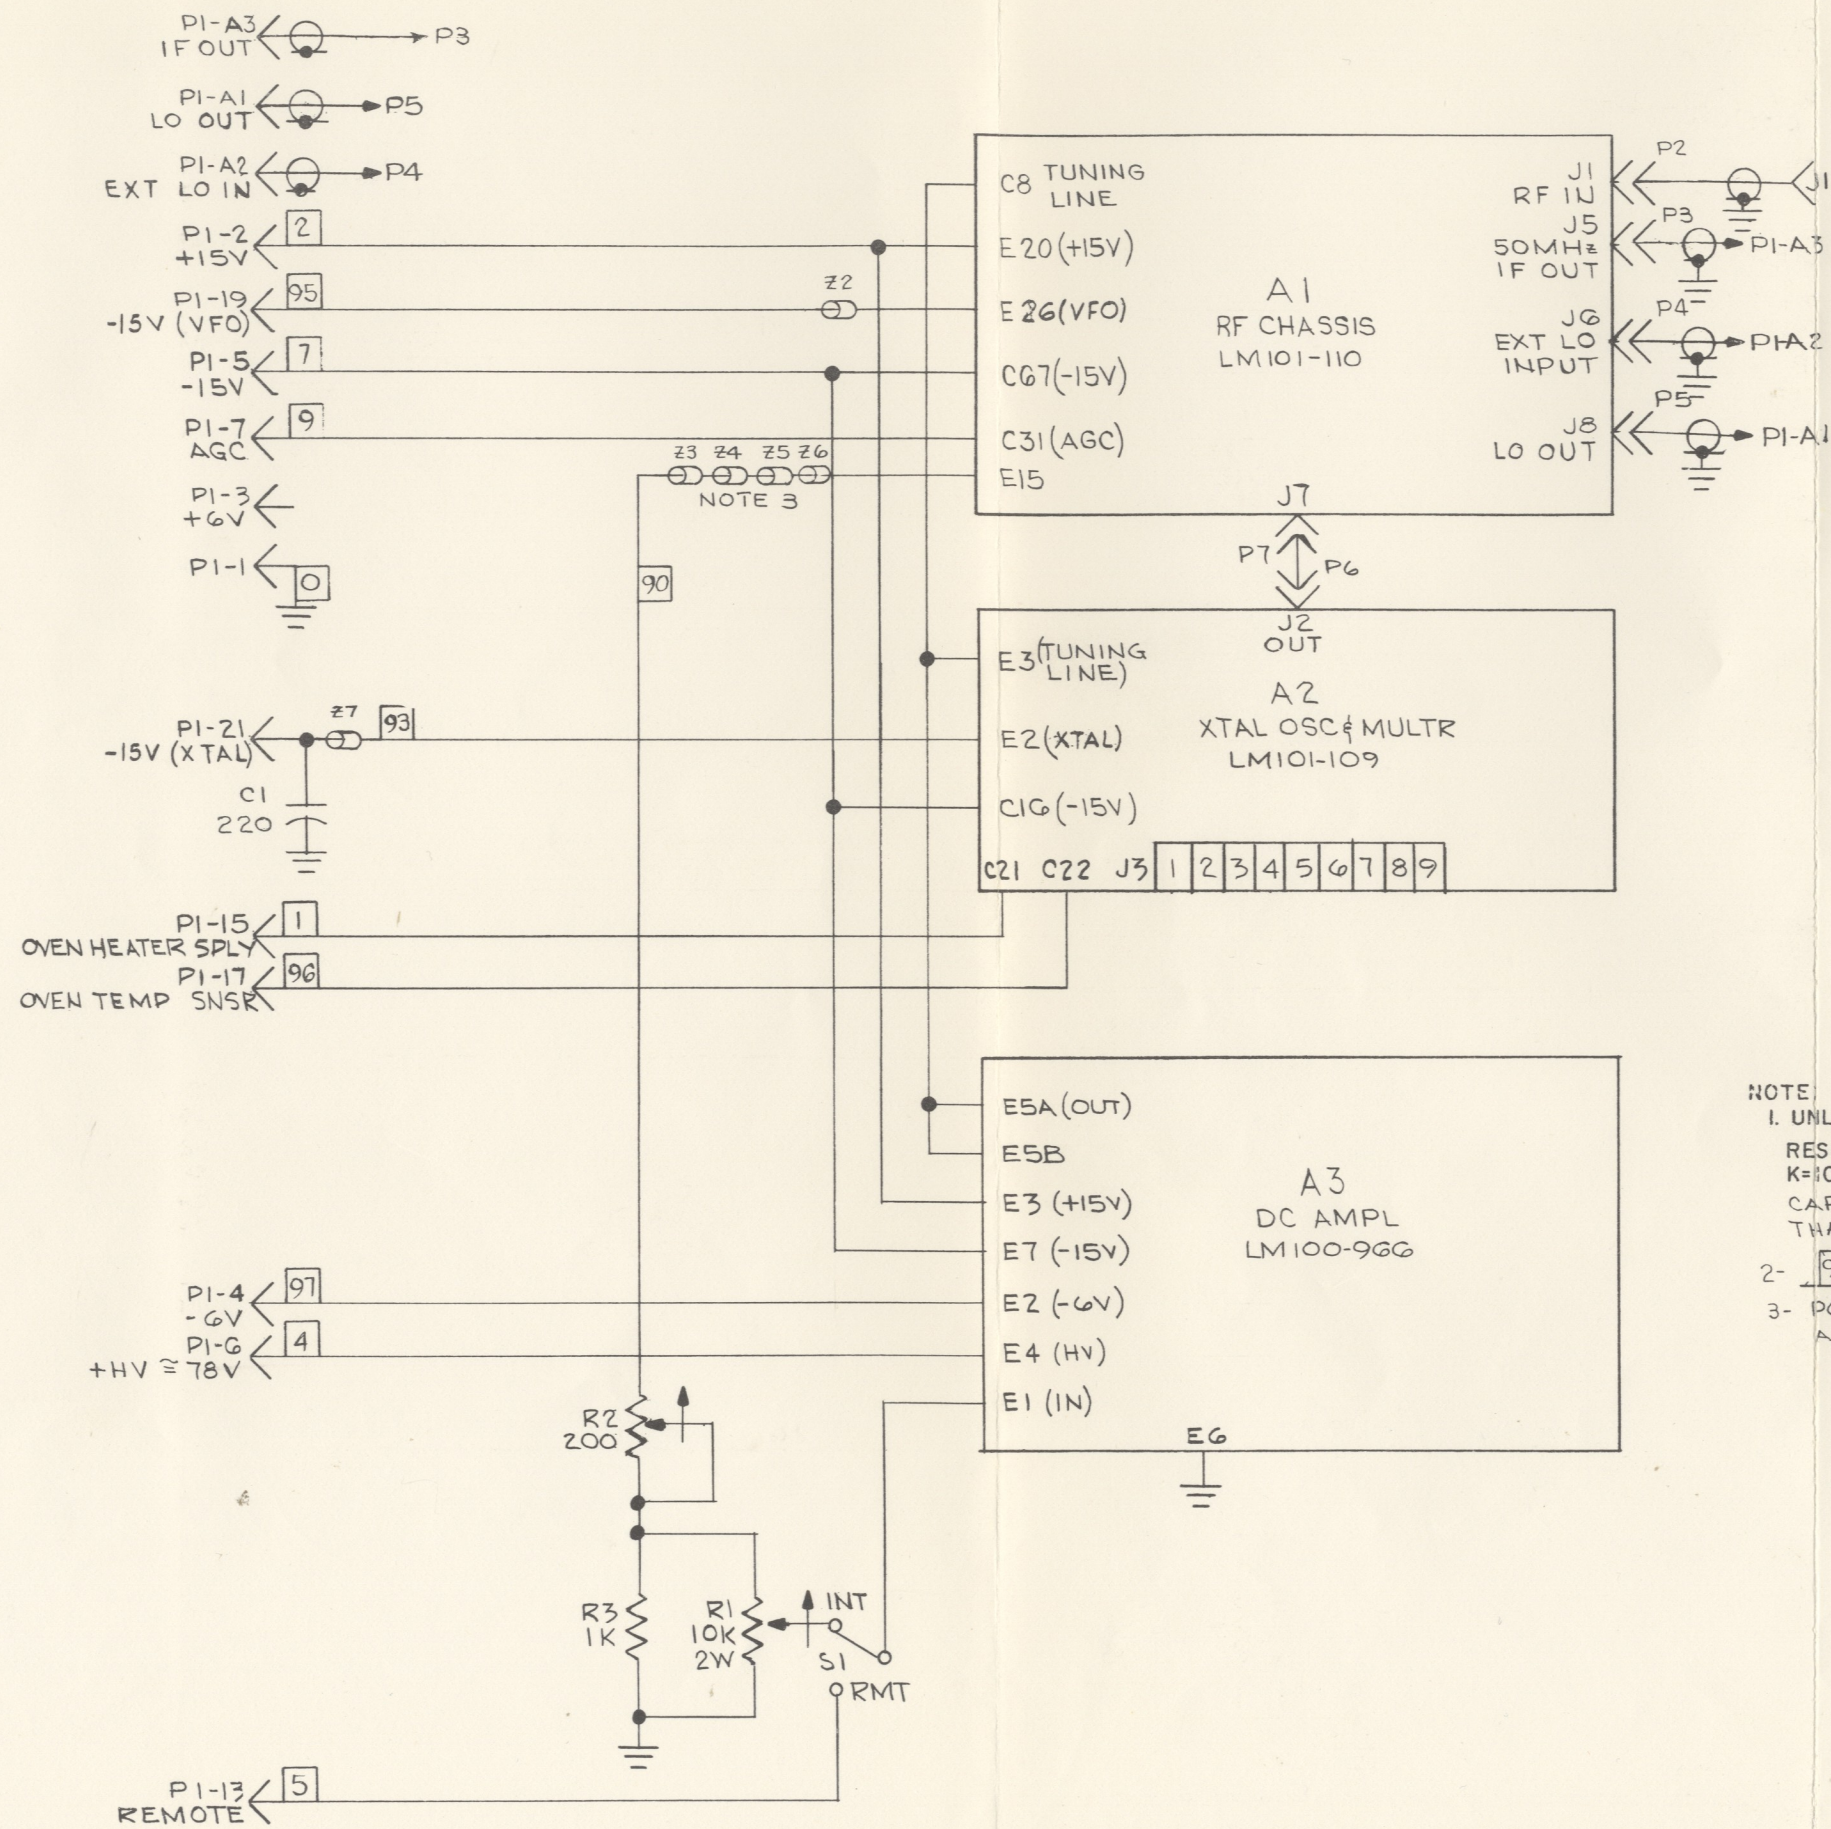 P1-A3
IF OUT
P3
P1-A1
LO OUT
P5
P1-A2
EXT LO IN
P4
P1-2
+15V
2
P1-19
-15V (VFO)
95
Z2
P1-5
-15V
7
P1-7
AGC
9
Z3 Z4 Z5 Z6
NOTE 3
P1-3
+6V
P1-1
0
90
P1-21
-15V (XTAL)
Z7
93
C1
220
P1-15
OVEN HEATER SPLY
1
P1-17
OVEN TEMP SNSR
96
P1-4
-6V
97
P1-6
+HV ≅ 78V
4
R2
200
R3
1K
R1
10K
2W
INT
S1
RMT
P1-13
REMOTE
5
C8 TUNING
LINE
E20 (+15V)
E26 (VFO)
C67 (-15V)
C31 (AGC)
E15
A1
RF CHASSIS
LM101-110
J1
RF IN
J5
50MHz
IF OUT
J6
EXT LO
INPUT
J8
LO OUT
J7
P2
J1
P3
P1-A3
P4
P1-A2
P5
P1-A1
P7
P6
J2
OUT
E3 (TUNING
LINE)
A2
XTAL OSC & MULTR
LM101-109
E2 (XTAL)
C16 (-15V)
C21 C22 J3 1 2 3 4 5 6 7 8 9
E5A (OUT)
E5B
E3 (+15V)
E7 (-15V)
E2 (-6V)
E4 (HV)
E1 (IN)
A3
DC AMPL
LM100-966
E6
NOTE
1. UNL
RES
K=10
CAP
THA
2-
3-